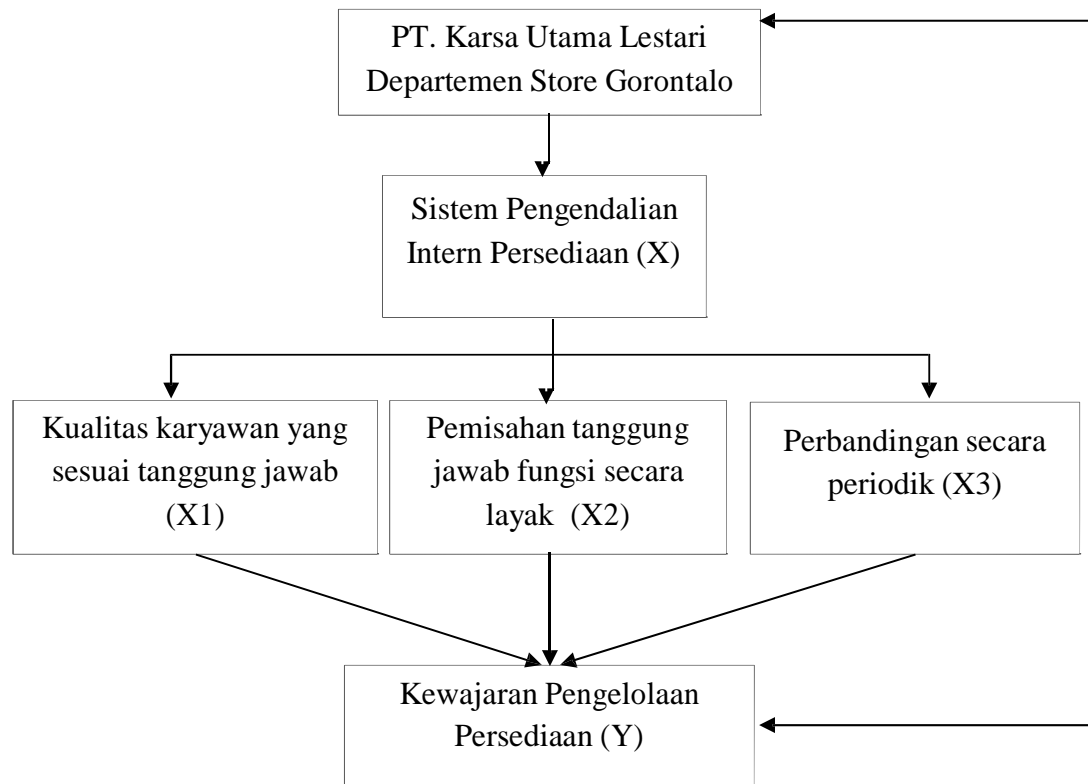 PT. Karsa Utama Lestari
Departemen Store Gorontalo
Sistem Pengendalian
Intern Persediaan (X)
Kualitas karyawan yang
sesuai tanggung jawab
(X1)
Pemisahan tanggung
jawab fungsi secara
layak (X2)
Perbandingan secara
periodik (X3)
Kewajaran Pengelolaan
Persediaan (Y)